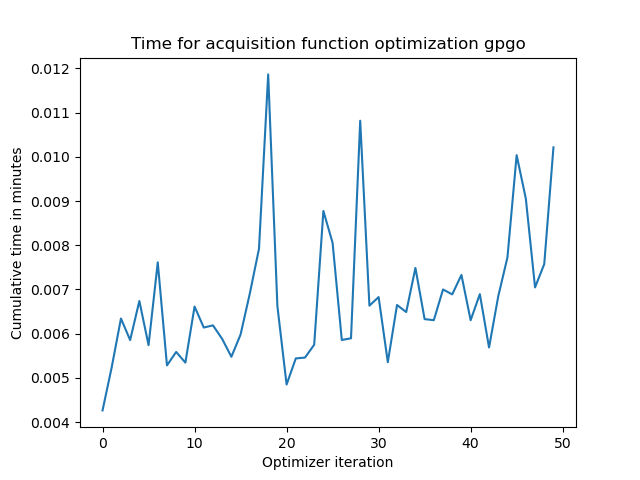 Time for acquisition function optimization gpgo
Cumulative time in minutes
0.012
0.011
0.010
0.009
0.008
0.007
0.006
0.005
0.004
0 10 20 30 40 50
Optimizer iteration